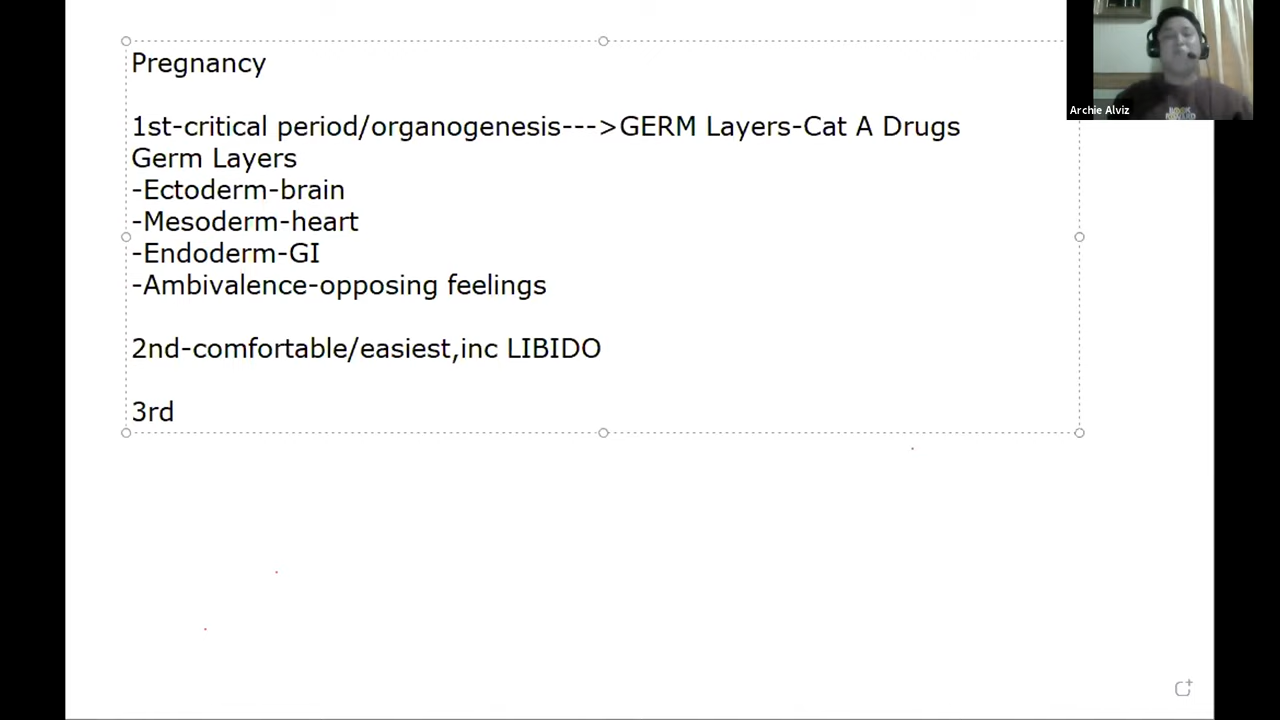 Pregnancy
1st-critical period/organogenesis--->GERM Layers-Cat A Drugs
Germ Layers
-Ectoderm-brain
-Mesoderm-heart
-Endoderm-GI
-Ambivalence-opposing feelings
2nd-comfortable/easiest,inc LIBIDO
3rd
Archie Alviz